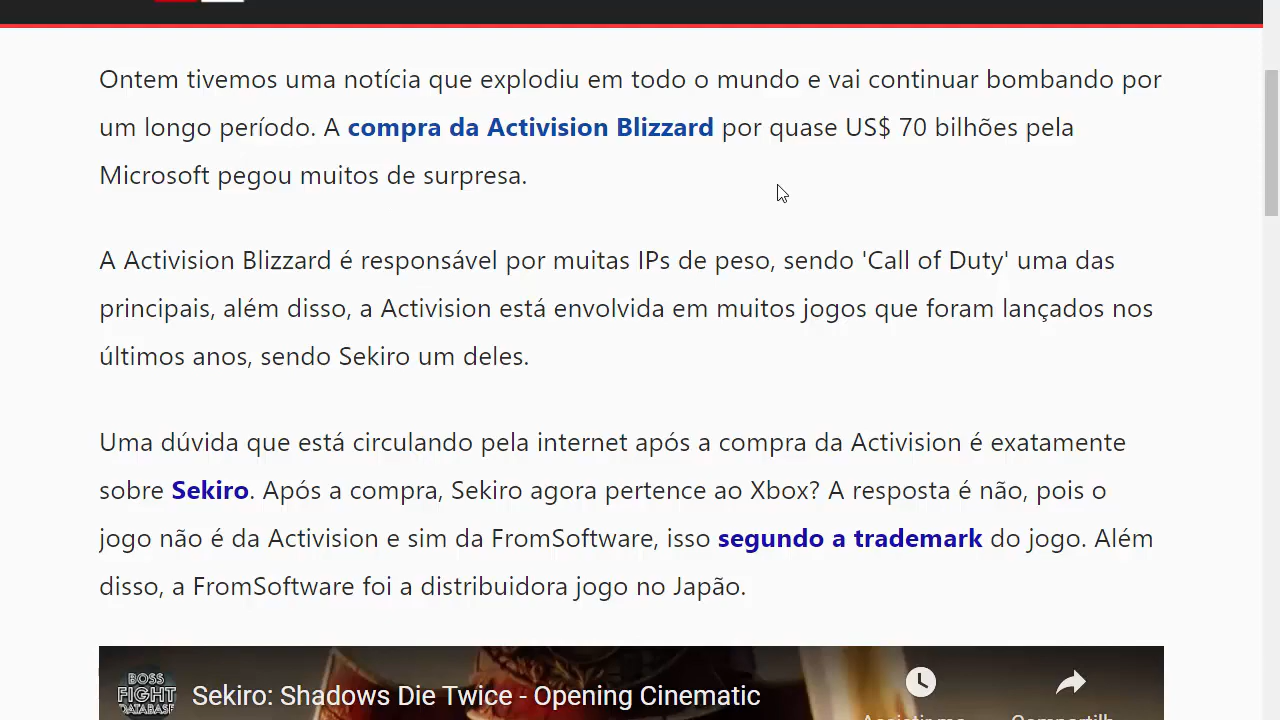 Ontem tivemos uma notícia que explodiu em todo o mundo e vai continuar bombando por
um longo período. A compra da Activision Blizzard por quase US$ 70 bilhões pela
Microsoft pegou muitos de surpresa.
A Activision Blizzard é responsável por muitas IPs de peso, sendo 'Call of Duty' uma das
principais, além disso, a Activision está envolvida em muitos jogos que foram lançados nos
últimos anos, sendo Sekiro um deles.
Uma dúvida que está circulando pela internet após a compra da Activision é exatamente
sobre Sekiro. Após a compra, Sekiro agora pertence ao Xbox? A resposta é não, pois o
jogo não é da Activision e sim da FromSoftware, isso segundo a trademark do jogo. Além
disso, a FromSoftware foi a distribuidora jogo no Japão.
BOSS
FIGHT
DATABASE
Sekiro: Shadows Die Twice - Opening Cinematic